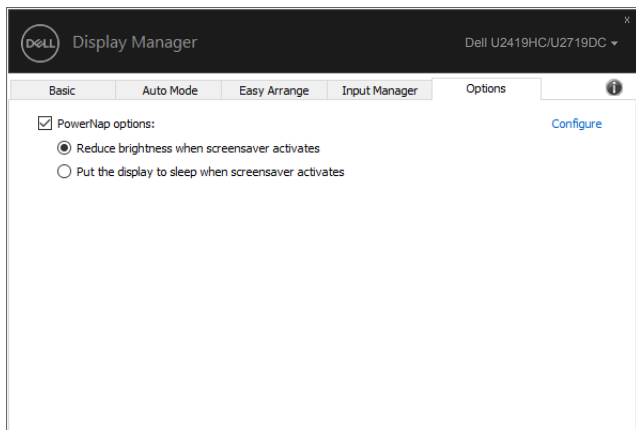 x
DELL Display Manager Dell U2419HC/U2719DC
Basic Auto Mode Easy Arrange Input Manager Options i
PowerNap options: Configure
Reduce brightness when screensaver activates
Put the display to sleep when screensaver activates